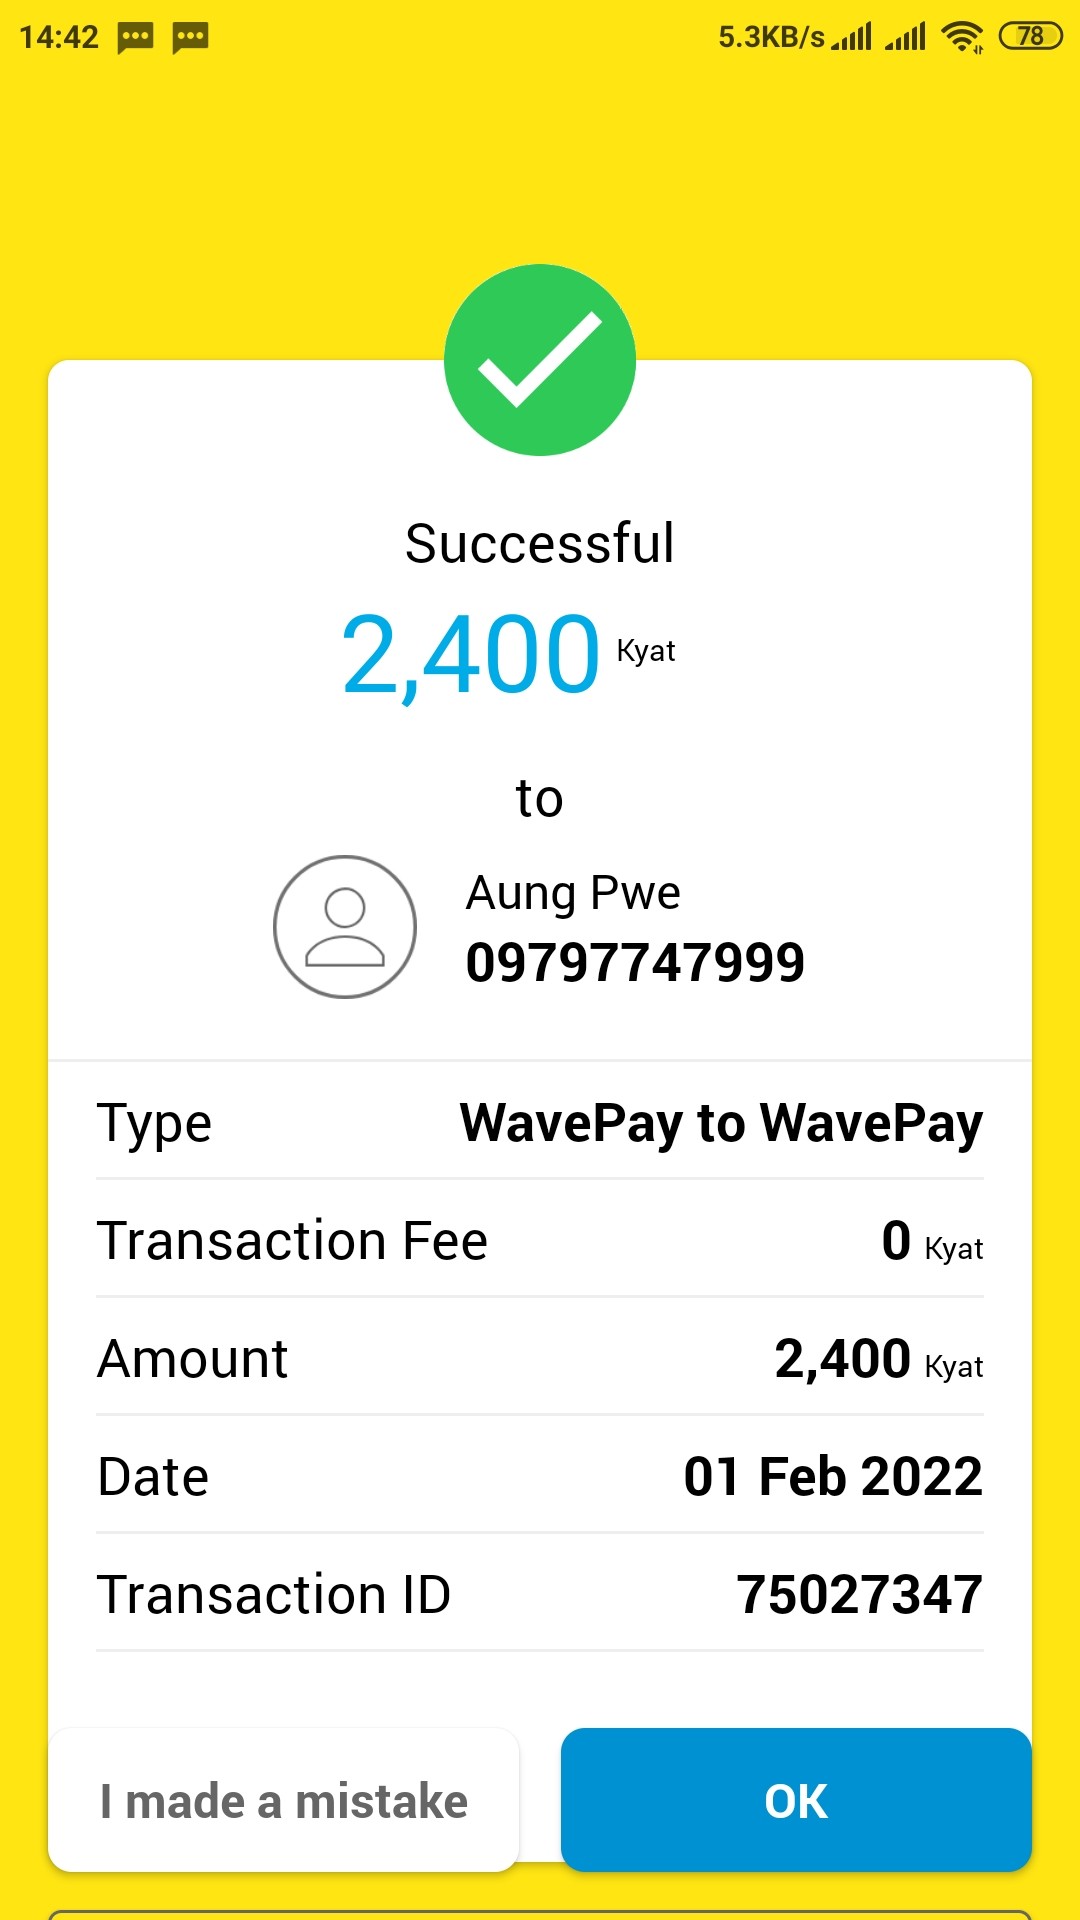 14:42 5.3KB/s 78
Successful
2,400 Kyat
to
Aung Pwe
09797747999
Type WavePay to WavePay
Transaction Fee 0 Kyat
Amount 2,400 Kyat
Date 01 Feb 2022
Transaction ID 75027347
I made a mistake OK